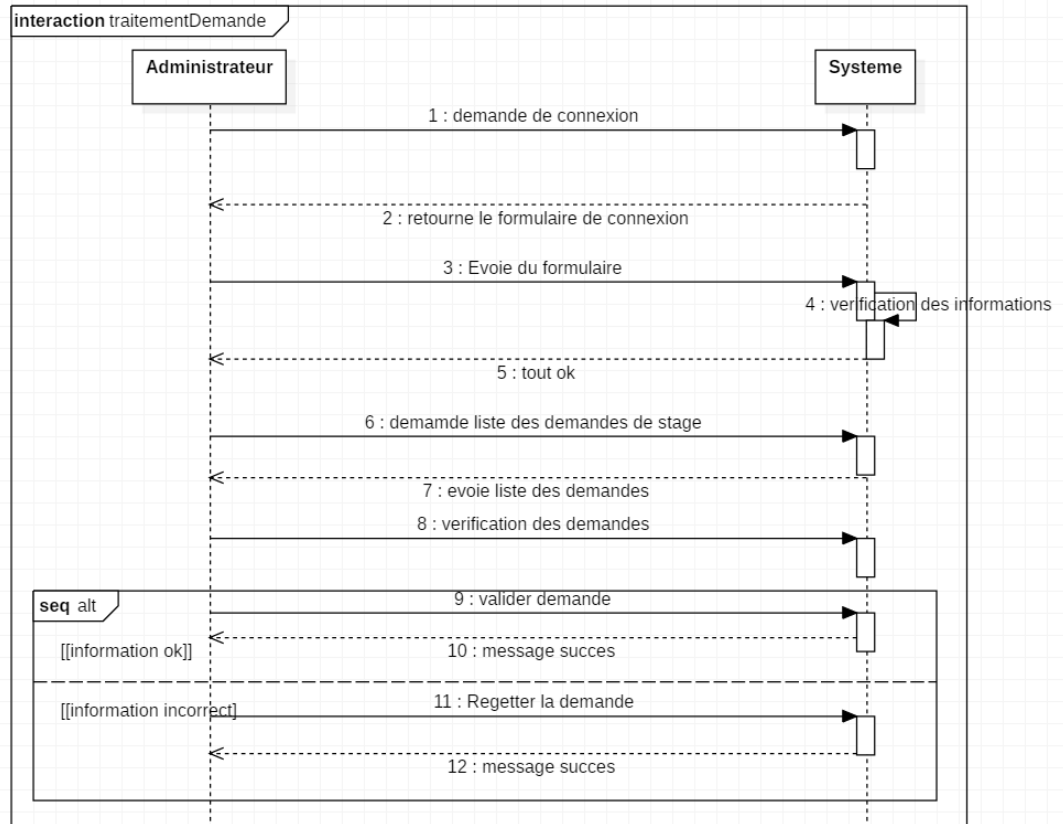 interaction traitementDemande
Administrateur
Systeme
1 : demande de connexion
2 : retourne le formulaire de connexion
3 : Evoie du formulaire
4 : verification des informations
5 : tout ok
6 : demamde liste des demandes de stage
7 : evoie liste des demandes
8 : verification des demandes
seq alt
9 : valider demande
10 : message succes
[[information ok]]
11 : Regetter la demande
[[information incorrect]
12 : message succes